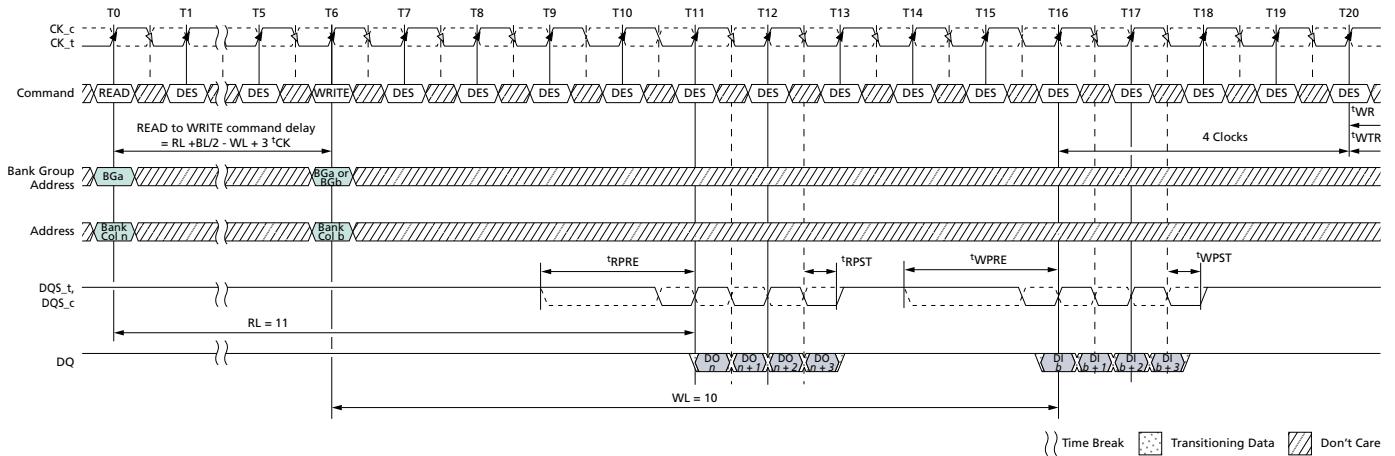 T0 T1 T5 T6 T7 T8 T9 T10 T11 T12 T13 T14 T15 T16 T17 T18 T19 T20
CK_c
CK_t
Command READ DES DES WRITE DES DES DES DES DES DES DES DES DES DES DES DES DES DES
tWR
READ to WRITE command delay
= RL +BL/2 - WL + 3 tCK
4 Clocks
tWTR
Bank Group
Address
BGa
BGa or
BGb
Address
Bank
Col n
Bank
Col b
tRPRE tRPST tWPRE tWPST
DQS_t,
DQS_c
RL = 11
DQ
DO
n
DO
n + 1
DO
n + 2
DO
n + 3
DI
b
DI
b + 1
DI
b + 2
DI
b + 3
WL = 10
Time Break Transitioning Data Don't Care